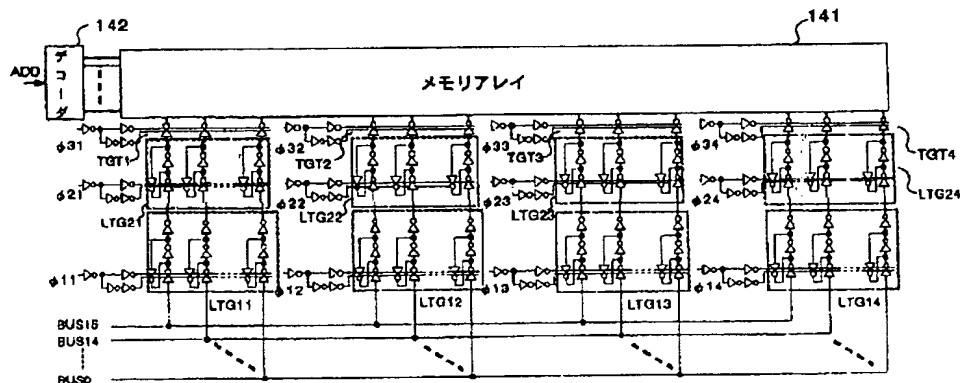 142
141
デコーダ
ADD
メモリアレイ
φ31
φ32
φ33
φ34
TGT1
TGT2
TGT3
TGT4
φ21
φ22
φ23
φ24
LTG21
LTG22
LTG23
LTG24
φ11
φ12
φ13
φ14
LTG11
LTG12
LTG13
LTG14
BUS15
BUS14
BUS0